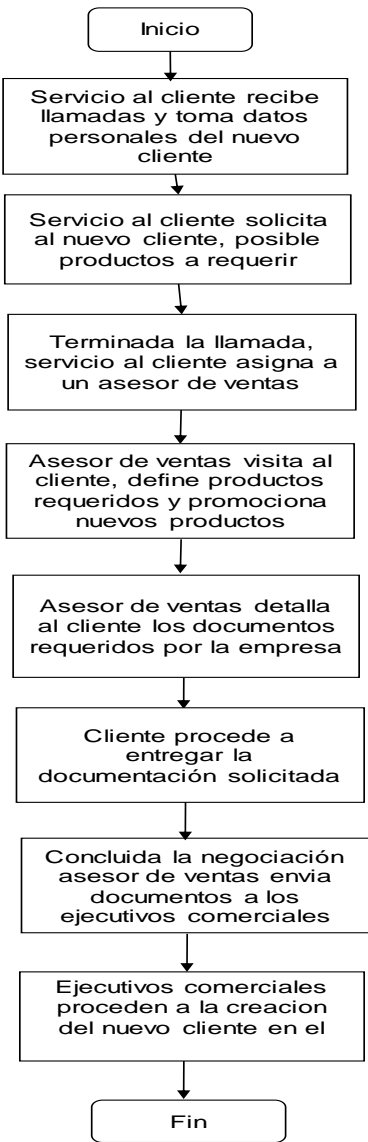 Inicio
Servicio al cliente recibe
llamadas y toma datos
personales del nuevo
cliente
Servicio al cliente solicita
al nuevo cliente, posible
productos a requerir
Terminada la llamada,
servicio al cliente asigna a
un asesor de ventas
Asesor de ventas visita al
cliente, define productos
requeridos y promociona
nuevos productos
Asesor de ventas detalla
al cliente los documentos
requeridos por la empresa
Cliente procede a
entregar la
documentación solicitada
Concluida la negociación
asesor de ventas envia
documentos a los
ejecutivos comerciales
Ejecutivos comerciales
proceden a la creacion
del nuevo cliente en el
Fin